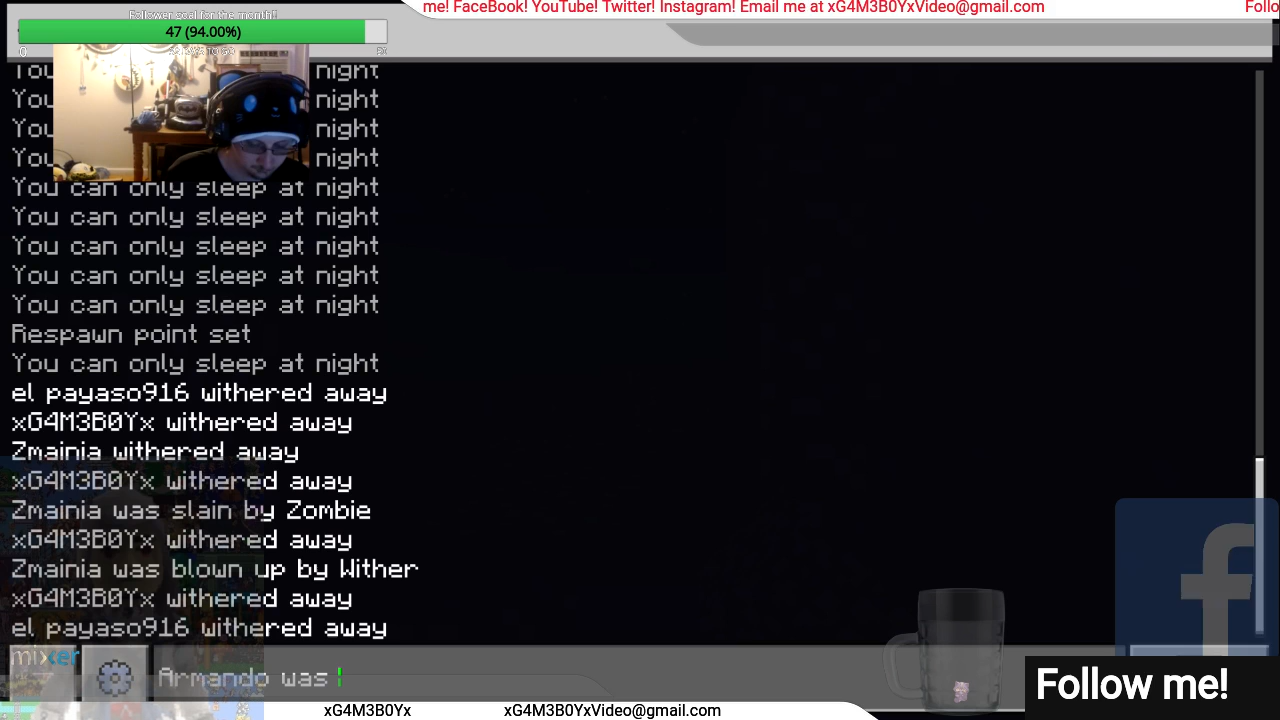 me! FaceBook! YouTube! Twitter! Instagram! Email me at xG4M3B0YxVideo@gmail.com
Follo
Follower goal for the month!!
47 (94.00%)
0
You night
You night
You night
You night
You can only sleep at night
You can only sleep at night
You can only sleep at night
You can only sleep at night
You can only sleep at night
Respawn point set
You can only sleep at night
el payaso916 withered away
xG4M3B0Yx withered away
Zmainia withered away
xG4M3B0Yx withered away
Zmainia was slain by Zombie
xG4M3B0Yx withered away
Zmainia was blown up by Wither
xG4M3B0Yx withered away
el payaso916 withered away
mixer
Armando was
f
Follow me!
xG4M3B0Yx xG4M3B0YxVideo@gmail.com